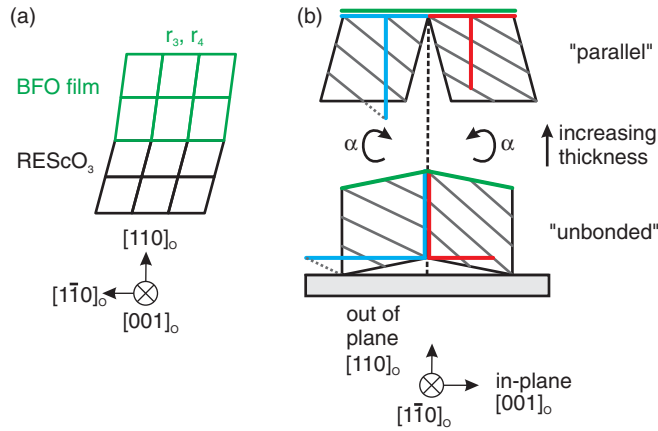 (a)
r₃, r₄
BFO film
REScO₃
[110]ₒ
[11̄0]ₒ
[001]ₒ
(b)
"parallel"
α
α
increasing
thickness
"unbonded"
out of
plane
[110]ₒ
in-plane
[001]ₒ
[11̄0]ₒ